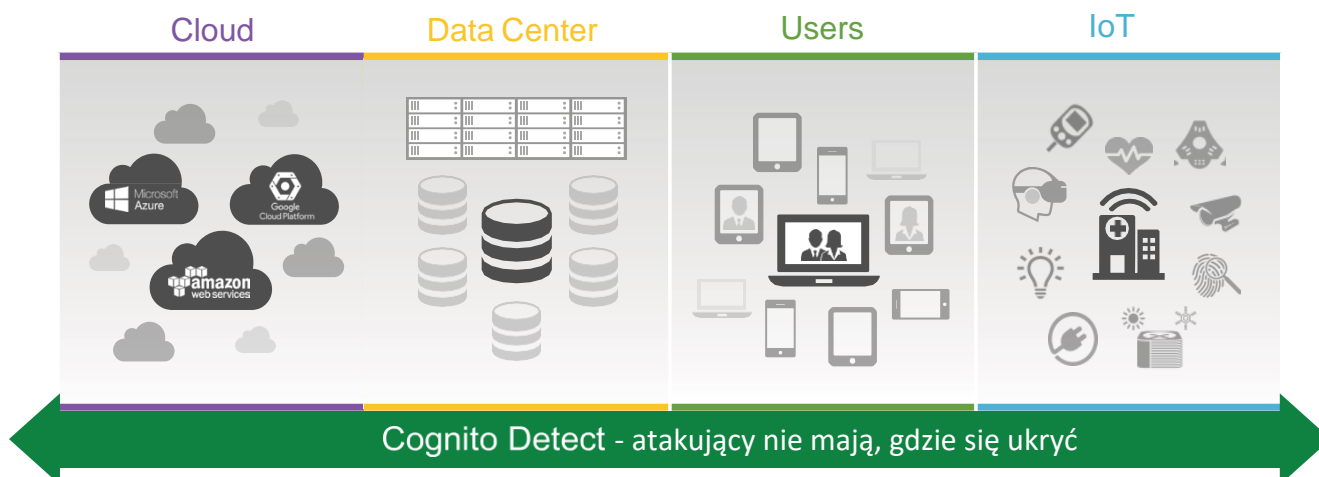 Cloud
Data Center
Users
IoT
Microsoft
Azure
Google
Cloud Platform
amazon
web services
Cognito Detect - atakujący nie mają, gdzie się ukryć